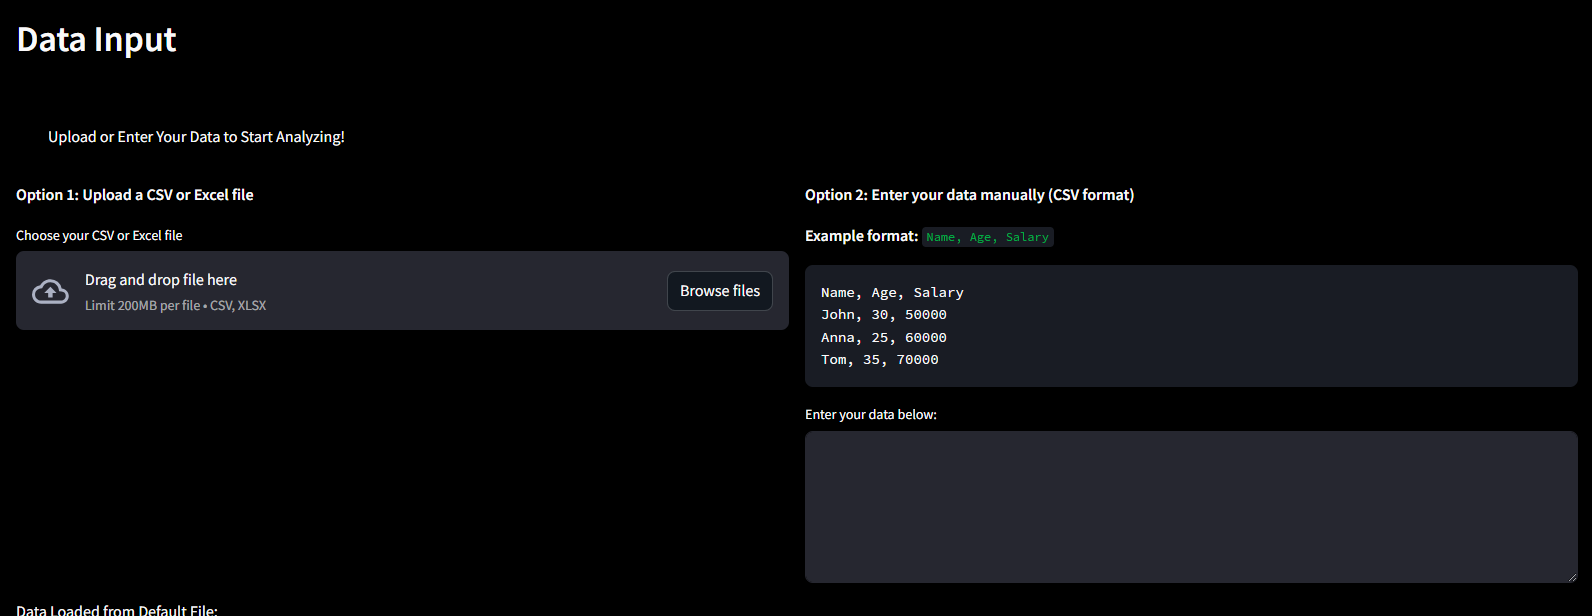 Data Input
Upload or Enter Your Data to Start Analyzing!
Option 1: Upload a CSV or Excel file
Choose your CSV or Excel file
Drag and drop file here
Limit 200MB per file • CSV, XLSX
Browse files
Option 2: Enter your data manually (CSV format)
Example format: Name, Age, Salary
Name, Age, Salary
John, 30, 50000
Anna, 25, 60000
Tom, 35, 70000
Enter your data below:
Data Loaded from Default File: